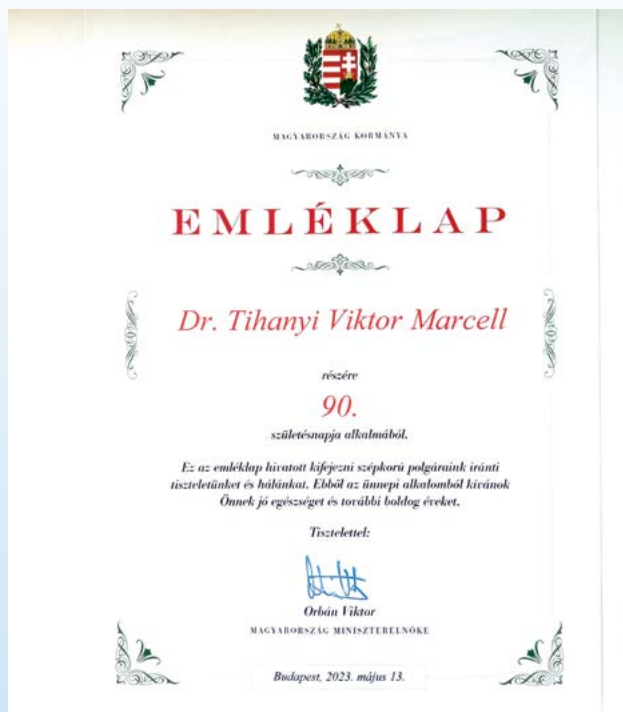 MAGYARORSZÁG KORMÁNYA
EMLÉKLAP
Dr. Tihanyi Viktor Marcell
részére
90.
születésnapja alkalmából.
Ez az emléklap hivatott kifejezni szépkorú polgáraink iránti
tiszteletünket és hálánkat. Ebből az ünnepi alkalomból kívánok
Önnek jó egészséget és további boldog éveket.
Tisztelettel:
Orbán Viktor
MAGYARORSZÁG MINISZTERELNÖKE
Budapest, 2023. május 13.